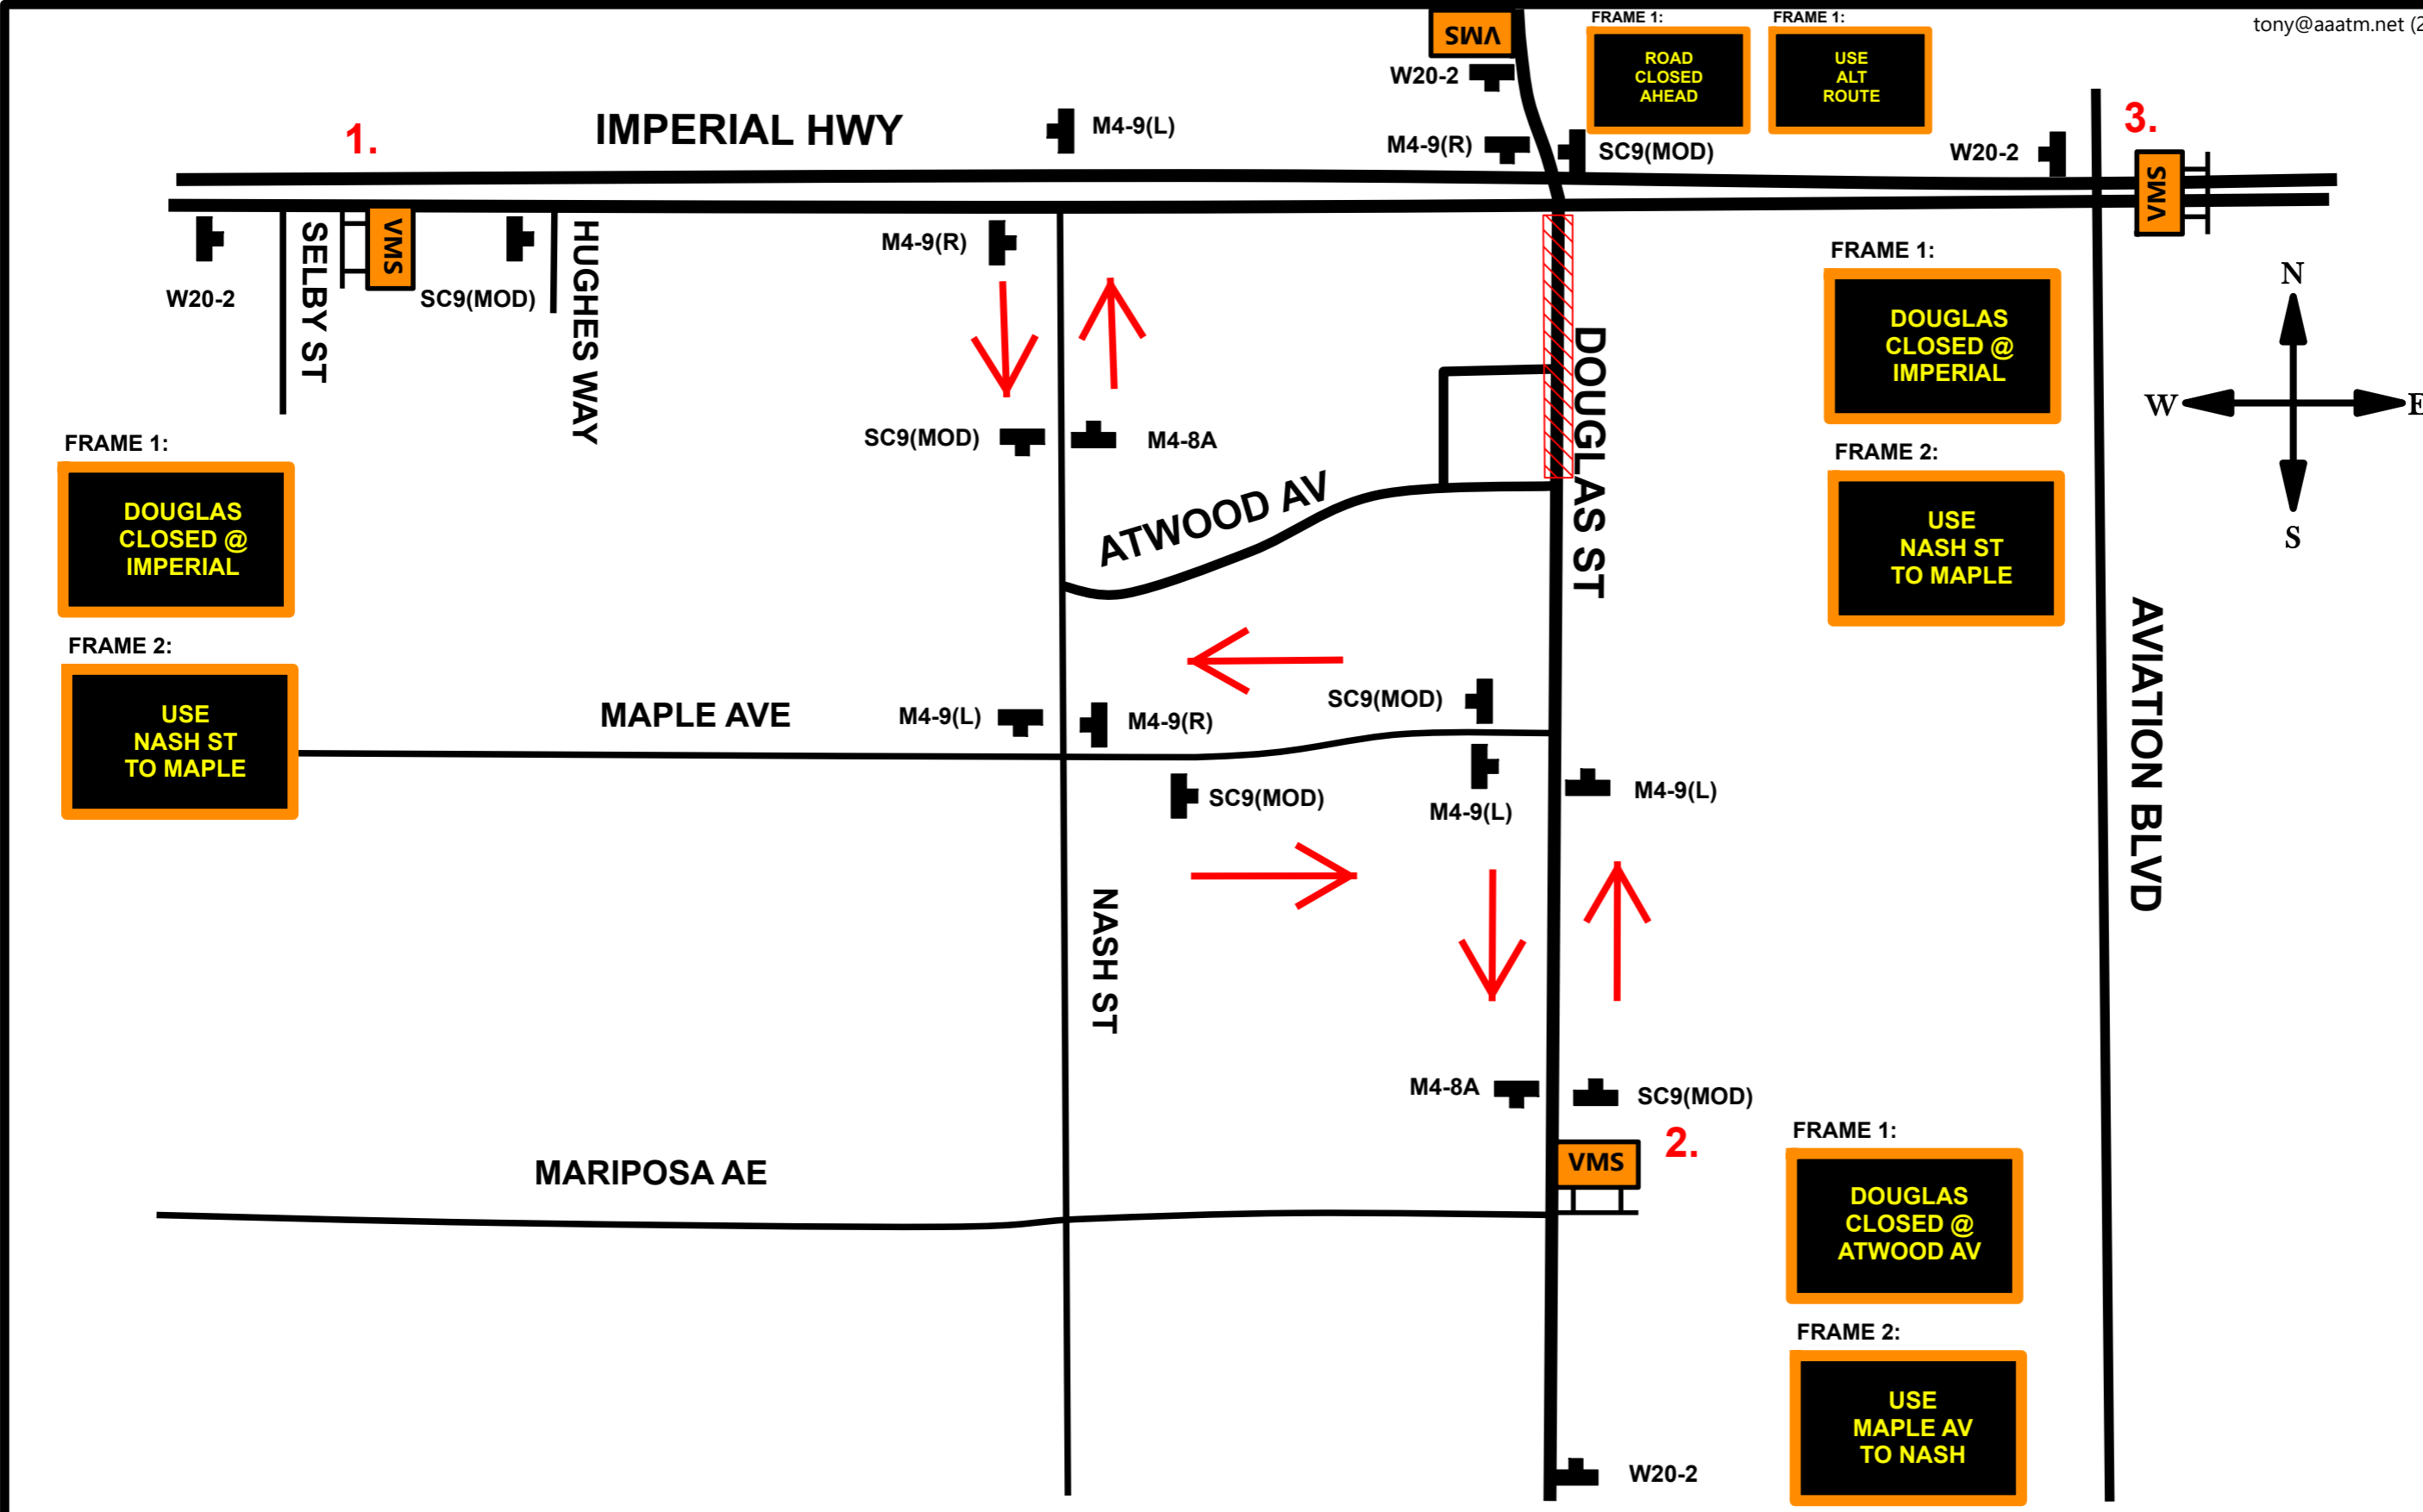 FRAME 1:
FRAME 1:
tony@aaatm.net (2
VMS
ROAD
CLOSED
AHEAD
USE
ALT
ROUTE
W20-2
1.
IMPERIAL HWY
M4-9(L)
M4-9(R)
SC9(MOD)
W20-2
3.
VMS
W20-2
SELBY ST
VMS
SC9(MOD)
HUGHES WAY
M4-9(R)
FRAME 1:
DOUGLAS
CLOSED @
IMPERIAL
N
W
E
S
DOUGLAS ST
SC9(MOD)
M4-8A
FRAME 1:
DOUGLAS
CLOSED @
IMPERIAL
ATWOOD AV
FRAME 2:
USE
NASH ST
TO MAPLE
FRAME 2:
USE
NASH ST
TO MAPLE
AVIATION BLVD
MAPLE AVE
M4-9(L)
M4-9(R)
SC9(MOD)
SC9(MOD)
M4-9(L)
M4-9(L)
NASH ST
M4-8A
SC9(MOD)
VMS
2.
MARIPOSA AE
FRAME 1:
DOUGLAS
CLOSED @
ATWOOD AV
FRAME 2:
USE
MAPLE AV
TO NASH
W20-2